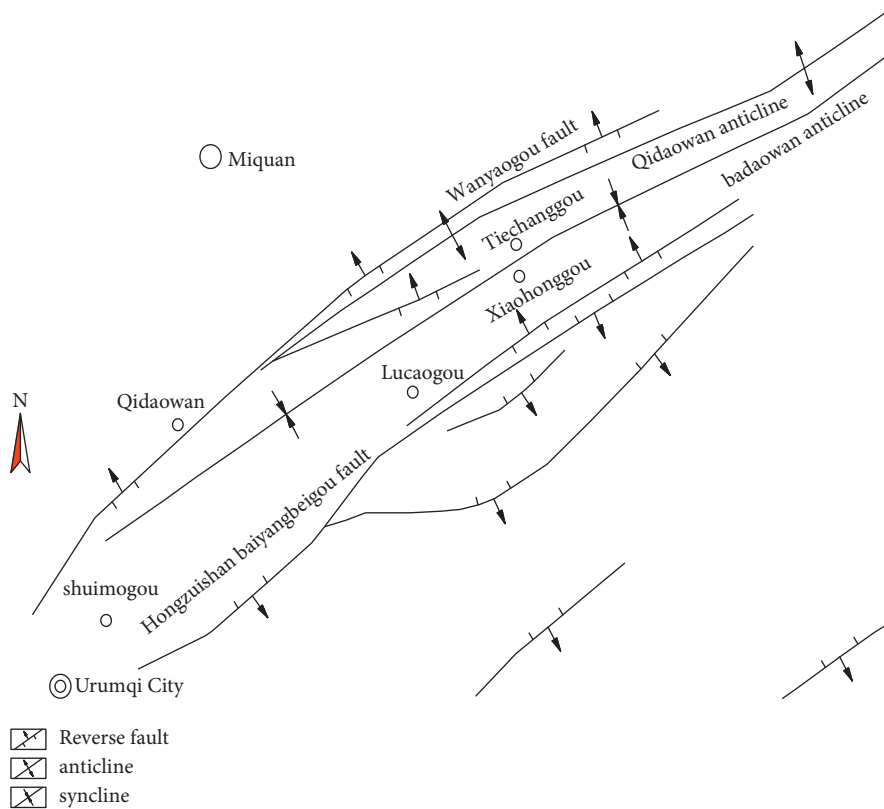 Miquan
Wanyaogou fault
Qidaowan anticline
badaowan anticline
Tiechanggou
Xiaohonggou
Lucaogou
Qidaowan
N
Hongzuishan baiyangbeigou fault
shuimogou
Urumqi City
Reverse fault
anticline
syncline